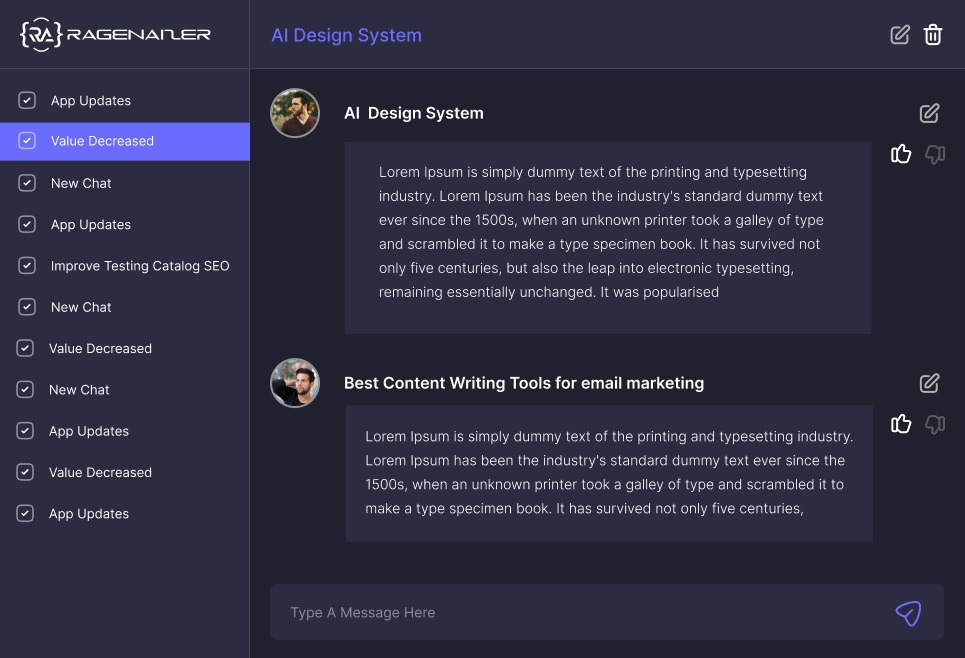 RA RAGENAILER
App Updates
Value Decreased
New Chat
App Updates
Improve Testing Catalog SEO
New Chat
Value Decreased
New Chat
App Updates
Value Decreased
App Updates
AI Design System
AI Design System
Lorem Ipsum is simply dummy text of the printing and typesetting
industry. Lorem Ipsum has been the industry's standard dummy text
ever since the 1500s, when an unknown printer took a galley of type
and scrambled it to make a type specimen book. It has survived not
only five centuries, but also the leap into electronic typesetting,
remaining essentially unchanged. It was popularised
Best Content Writing Tools for email marketing
Lorem Ipsum is simply dummy text of the printing and typesetting industry.
Lorem Ipsum has been the industry's standard dummy text ever since the
1500s, when an unknown printer took a galley of type and scrambled it to
make a type specimen book. It has survived not only five centuries,
Type A Message Here